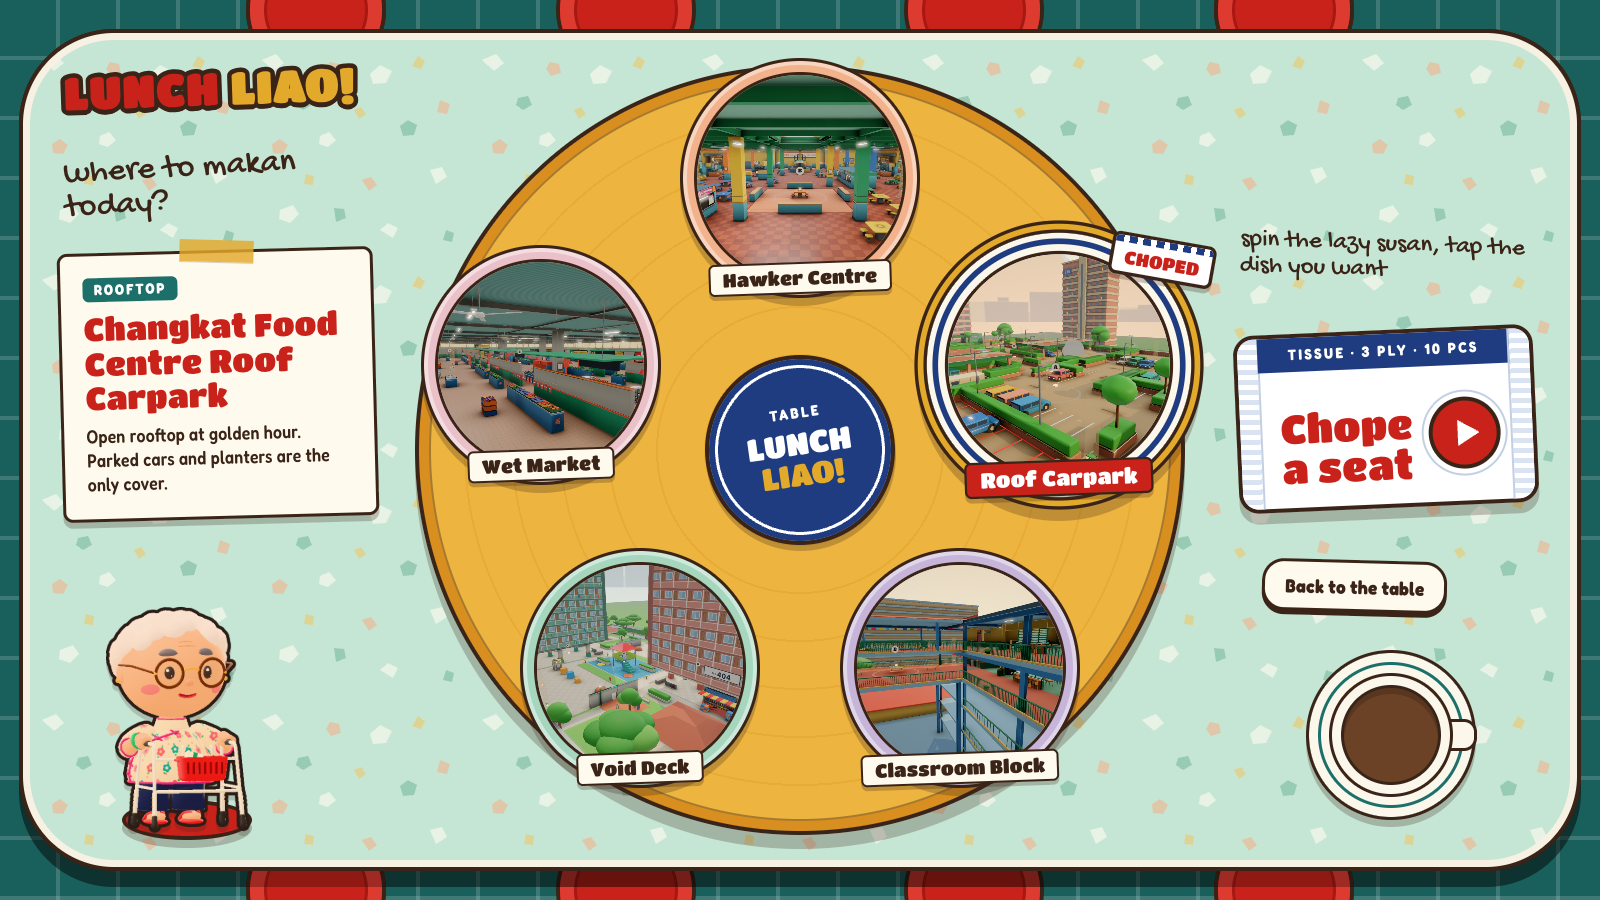 LUNCH LIAO!
where to makan
today?
ROOFTOP
Changkat Food
Centre Roof
Carpark
Open rooftop at golden hour.
Parked cars and planters are the
only cover.
Hawker Centre
Wet Market
CHOPED
Roof Carpark
TABLE
LUNCH
LIAO!
Void Deck
404
Classroom Block
spin the lazy susan, tap the
dish you want
TISSUE · 3 PLY · 10 PCS
Chope
a seat
Back to the table